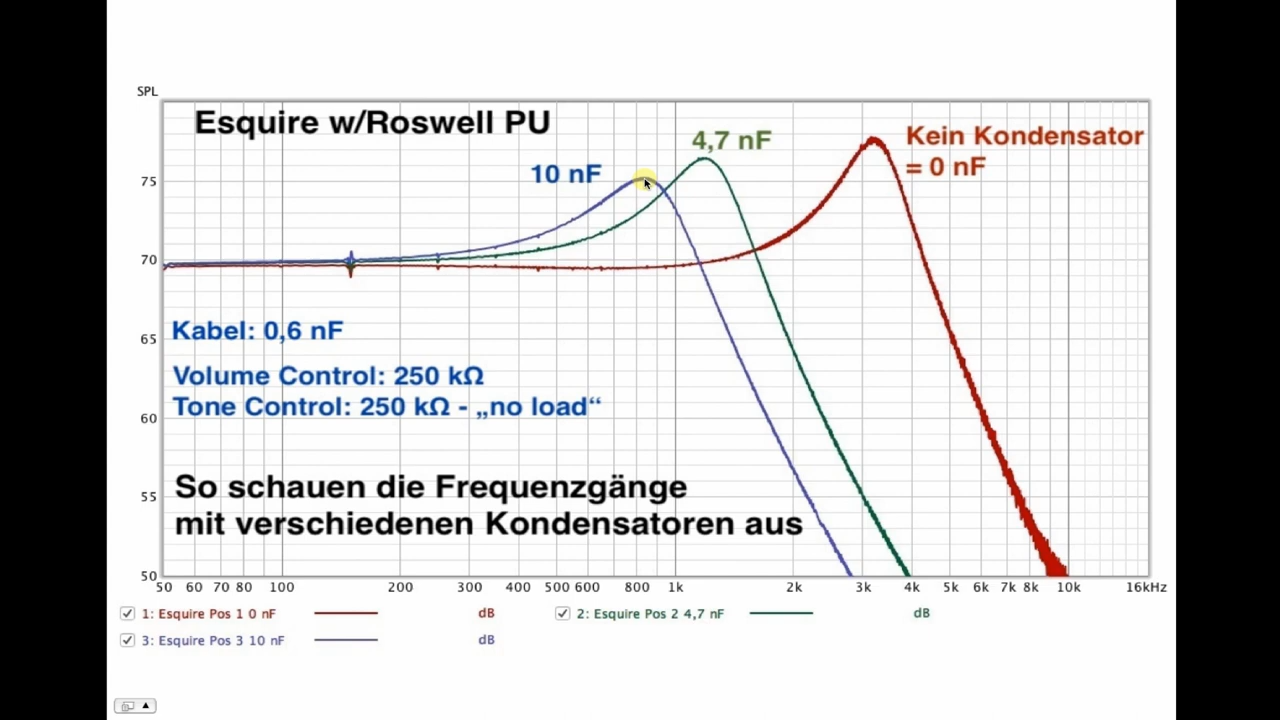 SPL
Esquire w/Roswell PU
4,7 nF
Kein Kondensator
= 0 nF
10 nF
75
70
65
60
55
50
Kabel: 0,6 nF
Volume Control: 250 kΩ
Tone Control: 250 kΩ - „no load“
So schauen die Frequenzgänge
mit verschiedenen Kondensatoren aus
50 60 70 80 100 200 300 400 500 600 800 1k 2k 3k 4k 5k 6k 7k 8k 10k 16kHz
1: Esquire Pos 1 0 nF dB
2: Esquire Pos 2 4,7 nF dB
3: Esquire Pos 3 10 nF dB